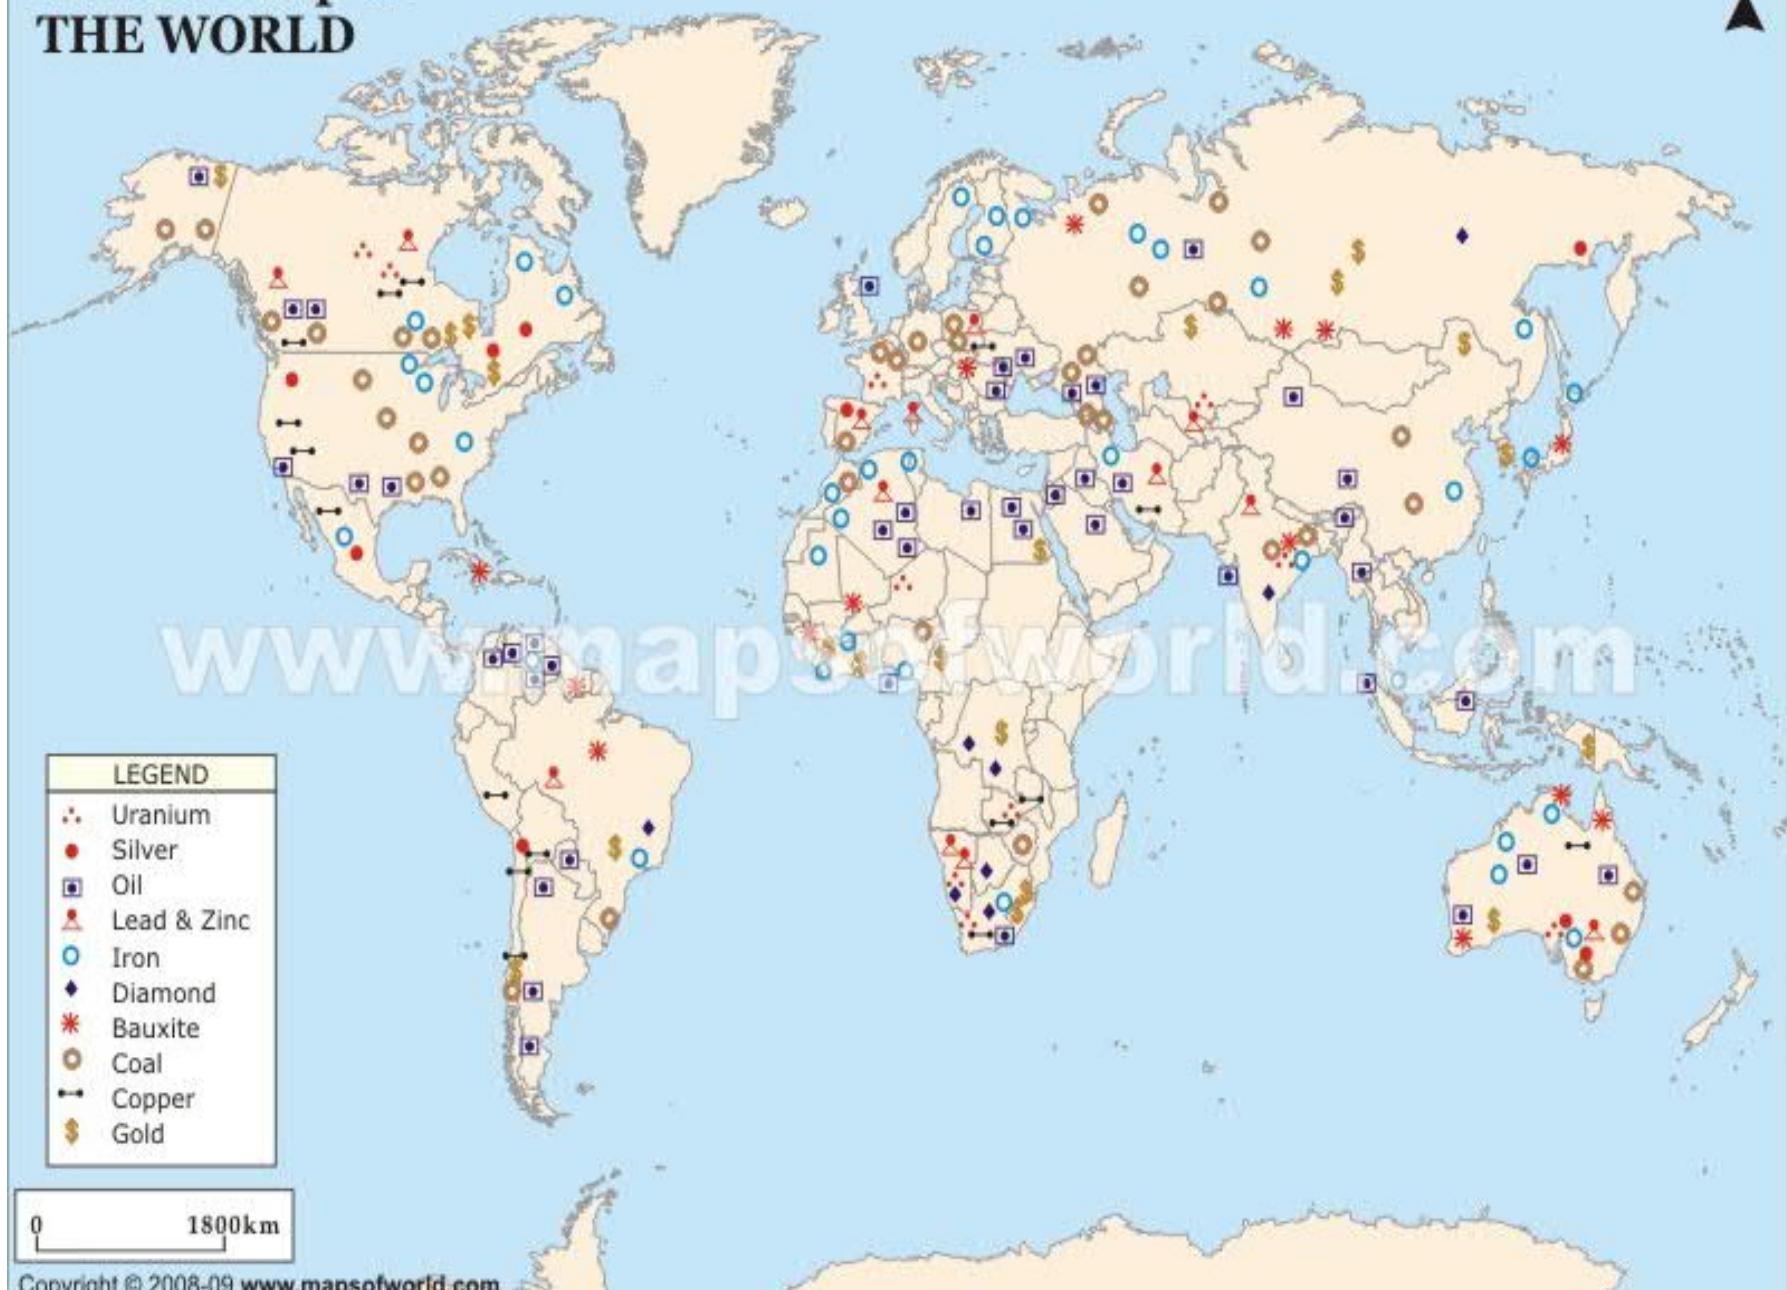 THE WORLD
www.mapsofworld.com
LEGEND
Uranium
Silver
Oil
Lead & Zinc
Iron
Diamond
Bauxite
Coal
Copper
Gold
0 1800km
Copyright © 2008-09 www.mapsofworld.com